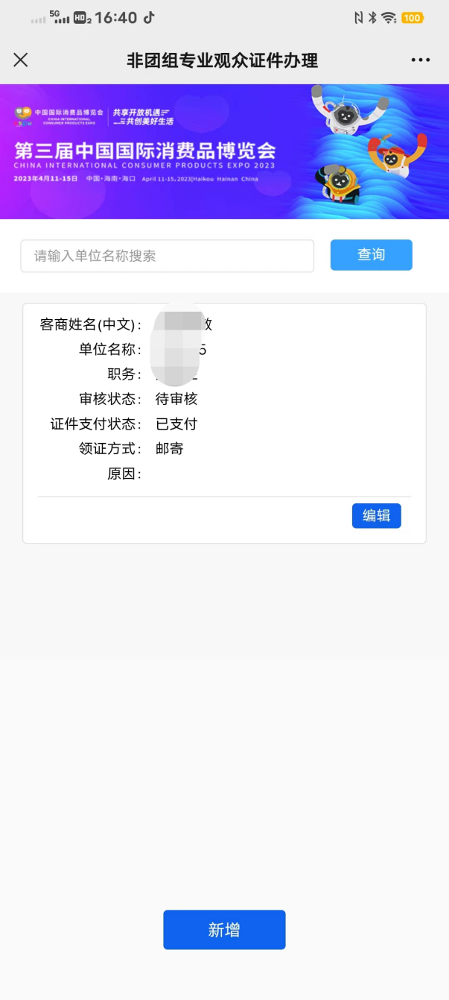 5G HD2 16:40 100
非团组专业观众证件办理
中国国际消费品博览会
CHINA INTERNATIONAL
CONSUMER PRODUCTS EXPO
共享开放机遇
共创美好生活
第三届中国国际消费品博览会
CHINA INTERNATIONAL CONSUMER PRODUCTS EXPO 2023
2023年4月11-15日 中国·海南·海口 April 11-15,2023|Haikou Hainan China
请输入单位名称搜索 查询
客商姓名(中文):
单位名称: 5
职务:
审核状态: 待审核
证件支付状态: 已支付
领证方式: 邮寄
原因:
编辑
新增